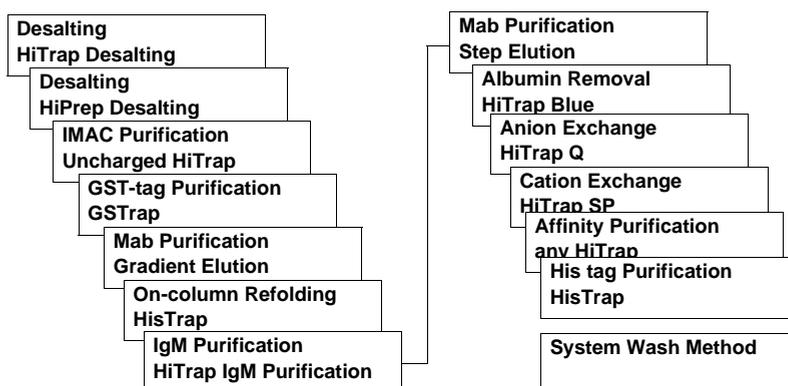 Desalting
HiTrap Desalting
Desalting
HiPrep Desalting
IMAC Purification
Uncharged HiTrap
GST-tag Purification
GSTrap
Mab Purification
Gradient Elution
On-column Refolding
HisTrap
IgM Purification
HiTrap IgM Purification
Mab Purification
Step Elution
Albumin Removal
HiTrap Blue
Anion Exchange
HiTrap Q
Cation Exchange
HiTrap SP
Affinity Purification
any HiTrap
His tag Purification
HisTrap
System Wash Method